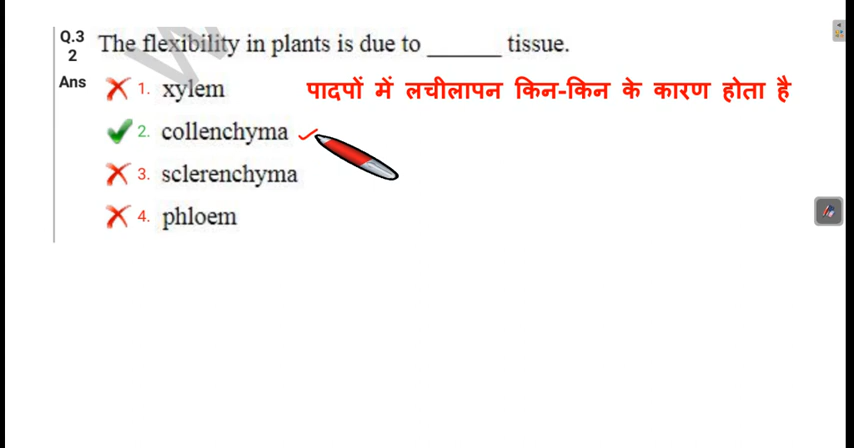 Q.32 The flexibility in plants is due to ______ tissue.
Ans 1. xylem पादपों में लचीलापन किन-किन के कारण होता है
2. collenchyma
3. sclerenchyma
4. phloem